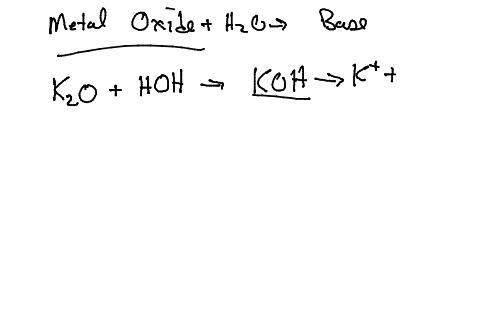 Metal Oxide + H₂O → Base
K₂O + HOH → KOH → K⁺ +